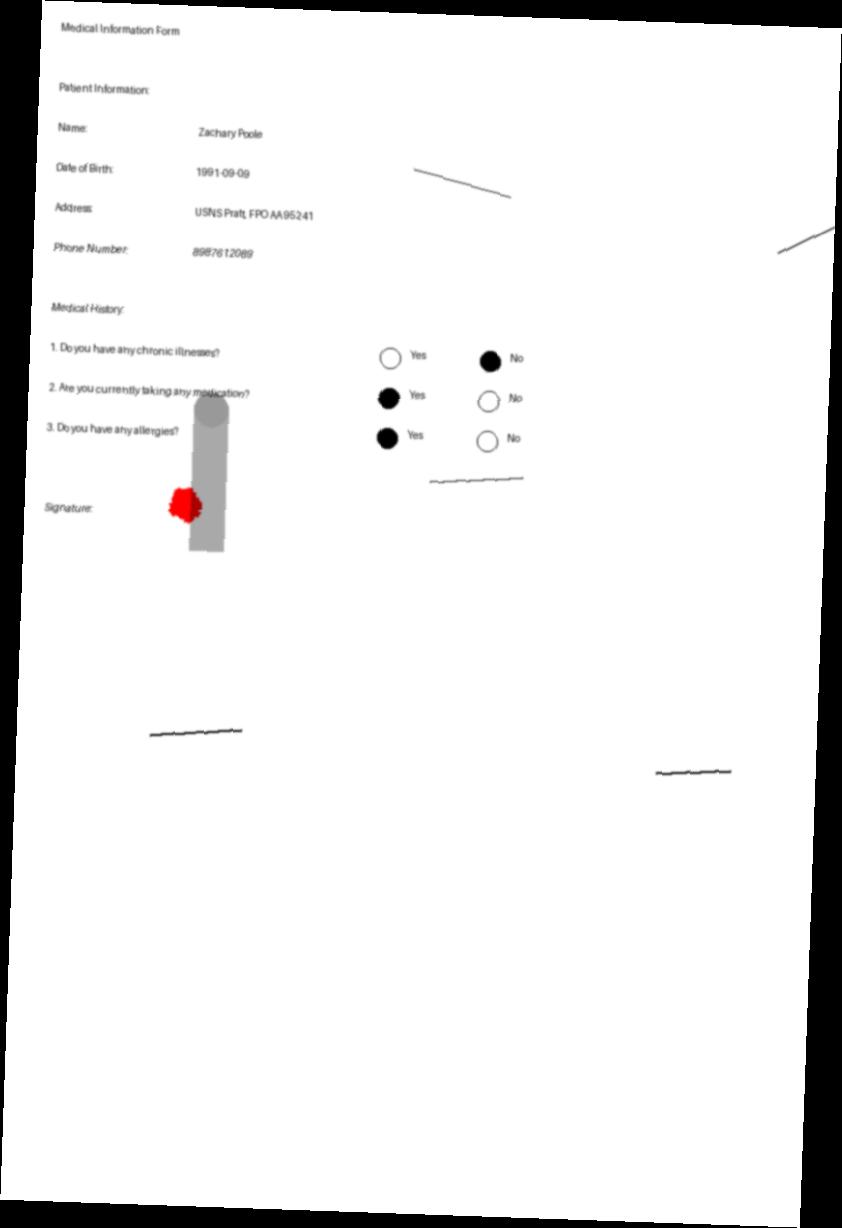 Medical Information Form
Patient Information:
Name: Zachary Poole
Date of Birth: 1991-09-09
Address: USNS Pratt, FPO AA 95241
Phone Number: 8987612089
Medical History:
1. Do you have any chronic illnesses? Yes No
2. Are you currently taking any medication? Yes No
3. Do you have any allergies? Yes No
Signature: